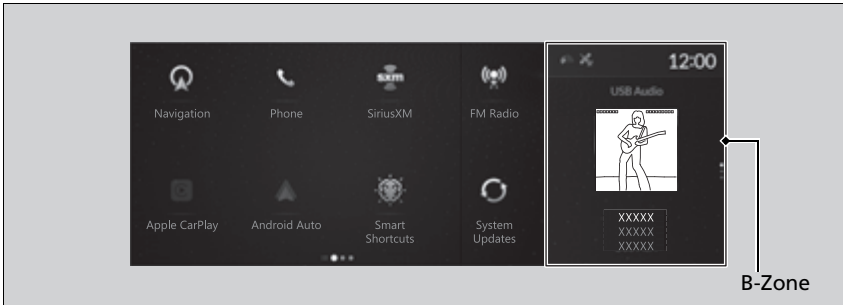 12:00
USB Audio
sxm
Navigation
Phone
SiriusXM
FM Radio
Apple CarPlay
Android Auto
Smart
Shortcuts
System
Updates
XXXXX
XXXXX
XXXXX
B-Zone